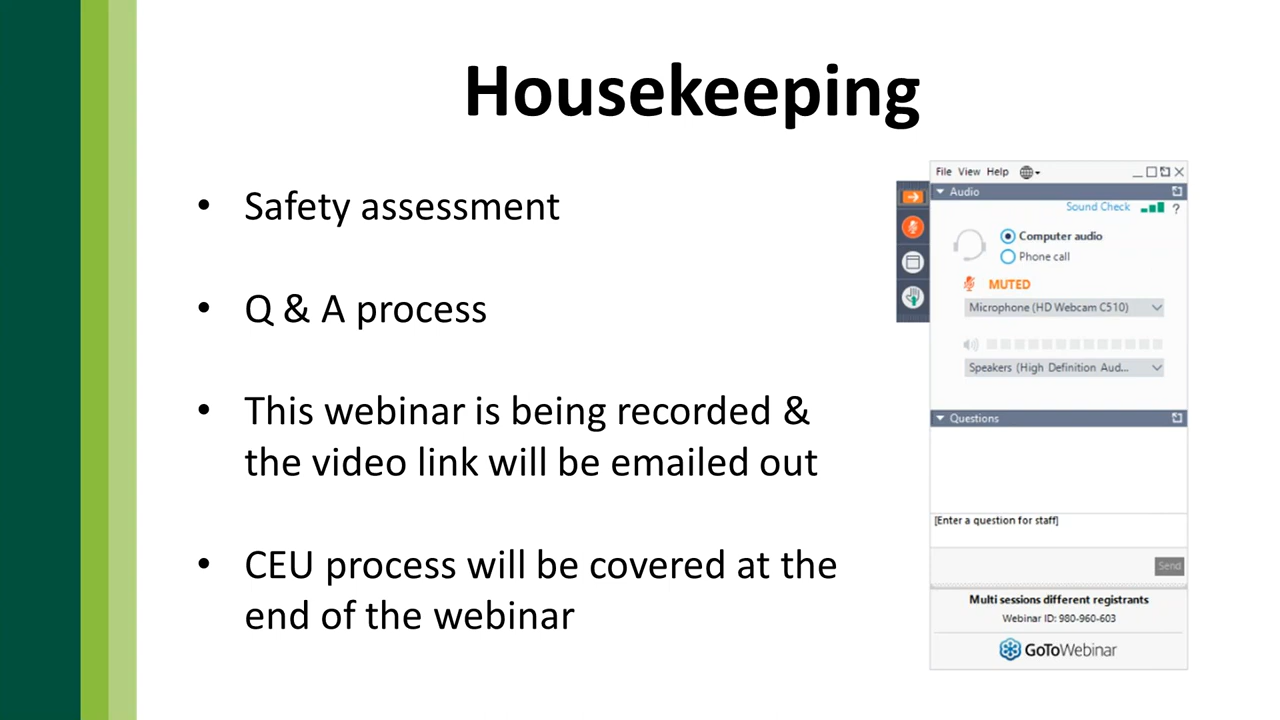 Housekeeping
• Safety assessment
• Q & A process
• This webinar is being recorded &
the video link will be emailed out
• CEU process will be covered at the
end of the webinar
File View Help
Audio
Sound Check ?
Computer audio
Phone call
MUTED
Microphone (HD Webcam C510)
Speakers (High Definition Aud...
Questions
[Enter a question for staff]
Send
Multi sessions different registrants
Webinar ID: 980-960-603
GoToWebinar